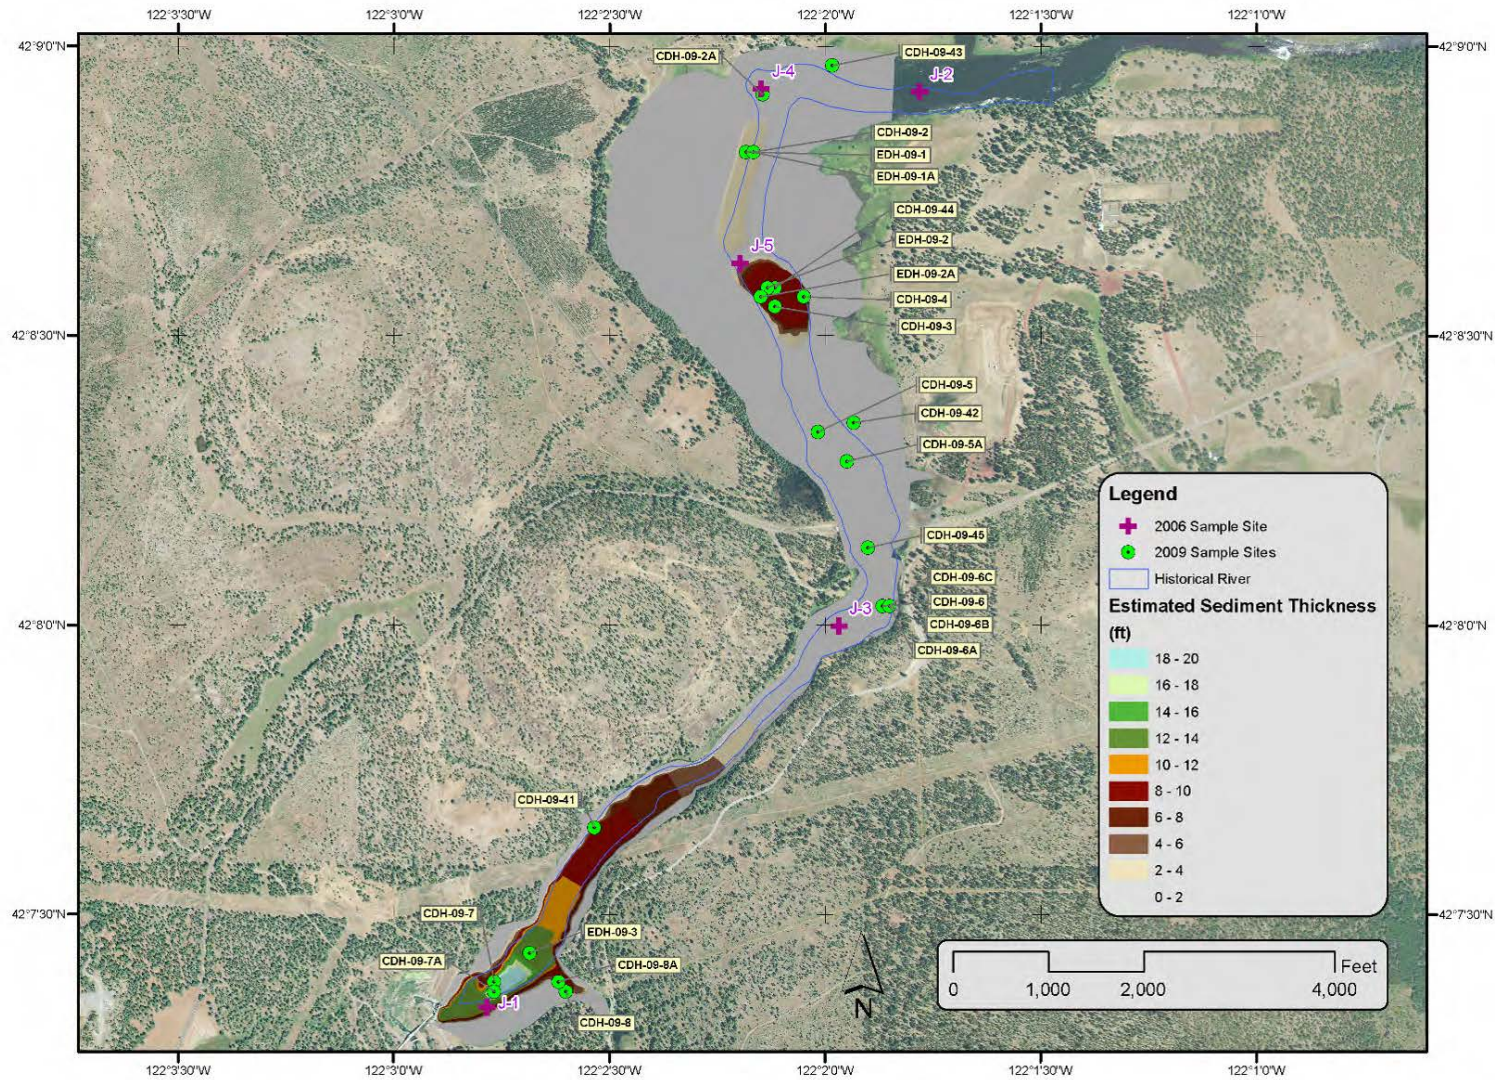 122°3'30"W
122°3'0"W
122°2'30"W
122°2'0"W
122°1'30"W
122°1'0"W
42°9'0"N
42°9'0"N
CDH-09-2A
J-4
CDH-09-43
J-2
CDH-09-2
EDH-09-1
EDH-09-1A
CDH-09-44
EDH-09-2
J-5
EDH-09-2A
CDH-09-4
CDH-09-3
42°8'30"N
42°8'30"N
CDH-09-5
CDH-09-42
CDH-09-5A
CDH-09-45
CDH-09-6C
CDH-09-6
J-3
CDH-09-6B
CDH-09-6A
42°8'0"N
42°8'0"N
Legend
2006 Sample Site
2009 Sample Sites
Historical River
Estimated Sediment Thickness
(ft)
18 - 20
16 - 18
14 - 16
12 - 14
10 - 12
8 - 10
6 - 8
4 - 6
2 - 4
0 - 2
CDH-09-41
42°7'30"N
42°7'30"N
CDH-09-7
EDH-09-3
CDH-09-7A
CDH-09-8A
J-1
CDH-09-8
N
Feet
0
1,000
2,000
4,000
122°3'30"W
122°3'0"W
122°2'30"W
122°2'0"W
122°1'30"W
122°1'0"W